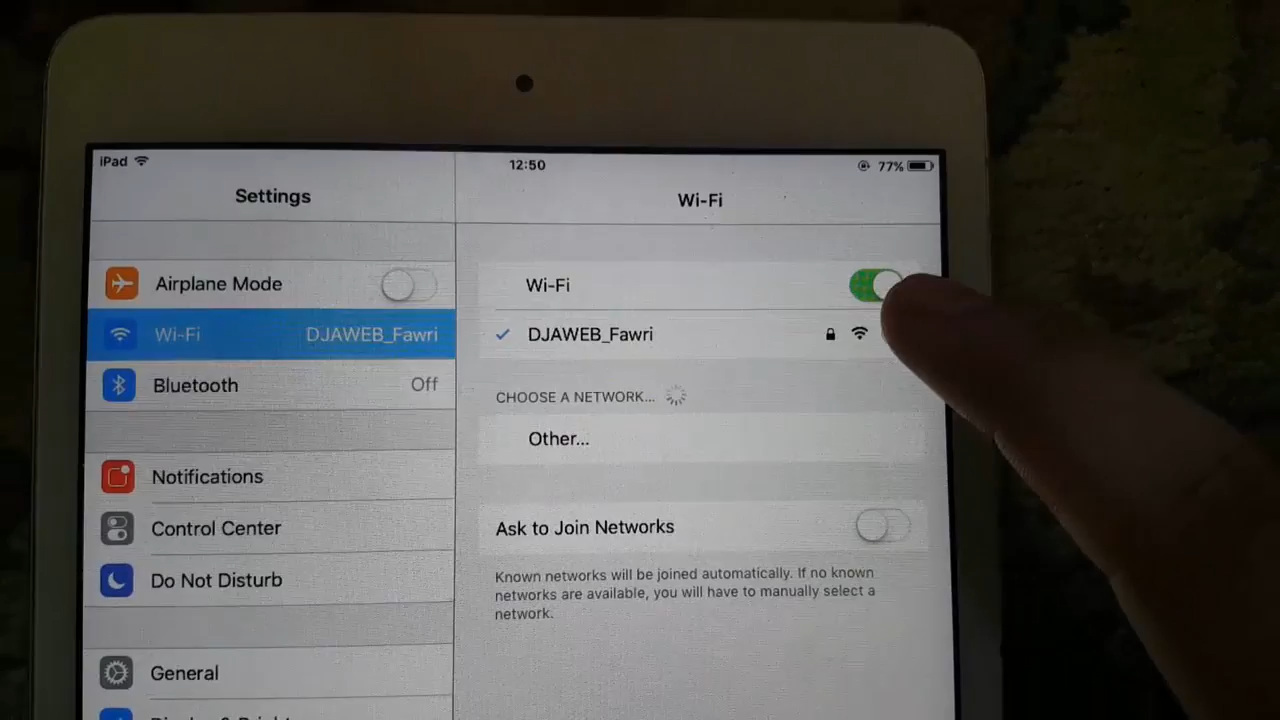 iPad
12:50
77%
Settings
Wi-Fi
Airplane Mode
Wi-Fi DJAWEB_Fawri
Bluetooth Off
Notifications
Control Center
Do Not Disturb
General
Wi-Fi
DJAWEB_Fawri
CHOOSE A NETWORK...
Other...
Ask to Join Networks
Known networks will be joined automatically. If no known
networks are available, you will have to manually select a
network.